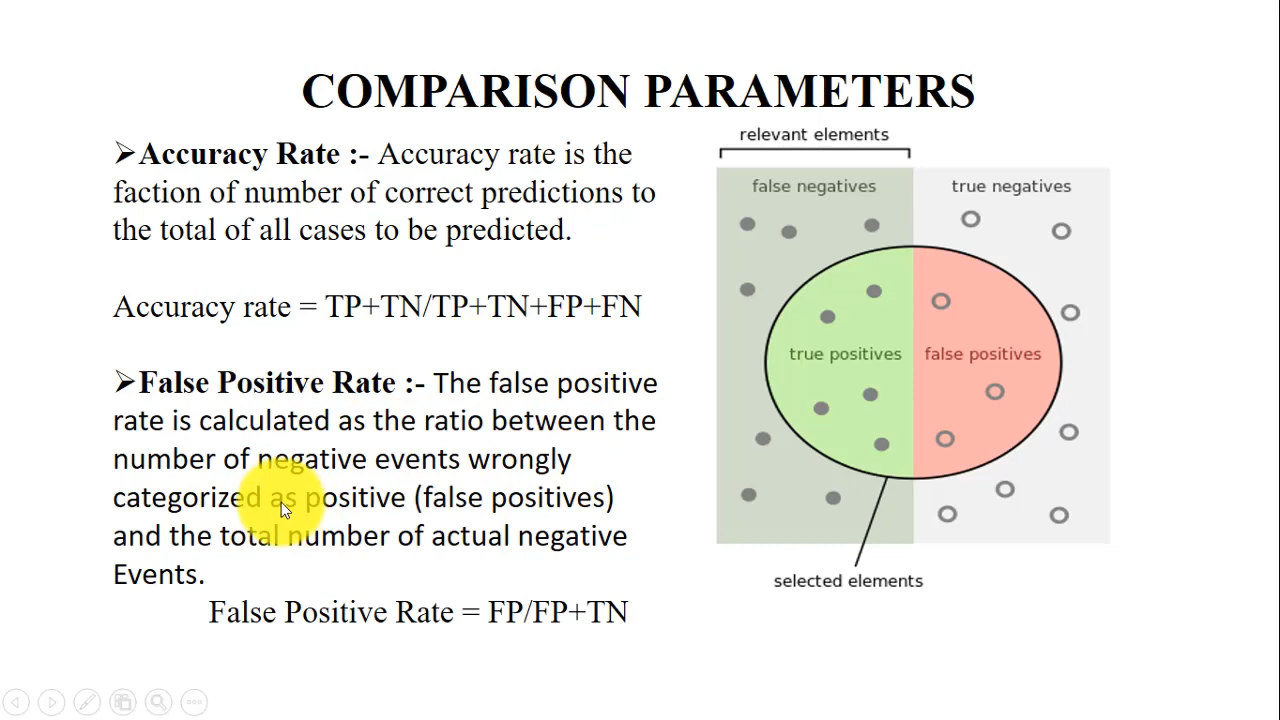 COMPARISON PARAMETERS
➢Accuracy Rate :- Accuracy rate is the
faction of number of correct predictions to
the total of all cases to be predicted.
Accuracy rate = TP+TN/TP+TN+FP+FN
➢False Positive Rate :- The false positive
rate is calculated as the ratio between the
number of negative events wrongly
categorized as positive (false positives)
and the total number of actual negative
Events.
False Positive Rate = FP/FP+TN
relevant elements
false negatives
true negatives
true positives
false positives
selected elements